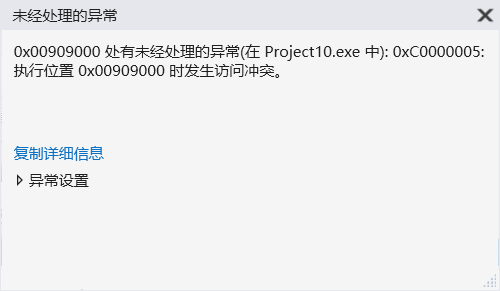 未经处理的异常
0x00909000 处有未经处理的异常(在 Project10.exe 中): 0xC0000005:
执行位置 0x00909000 时发生访问冲突。
复制详细信息
异常设置